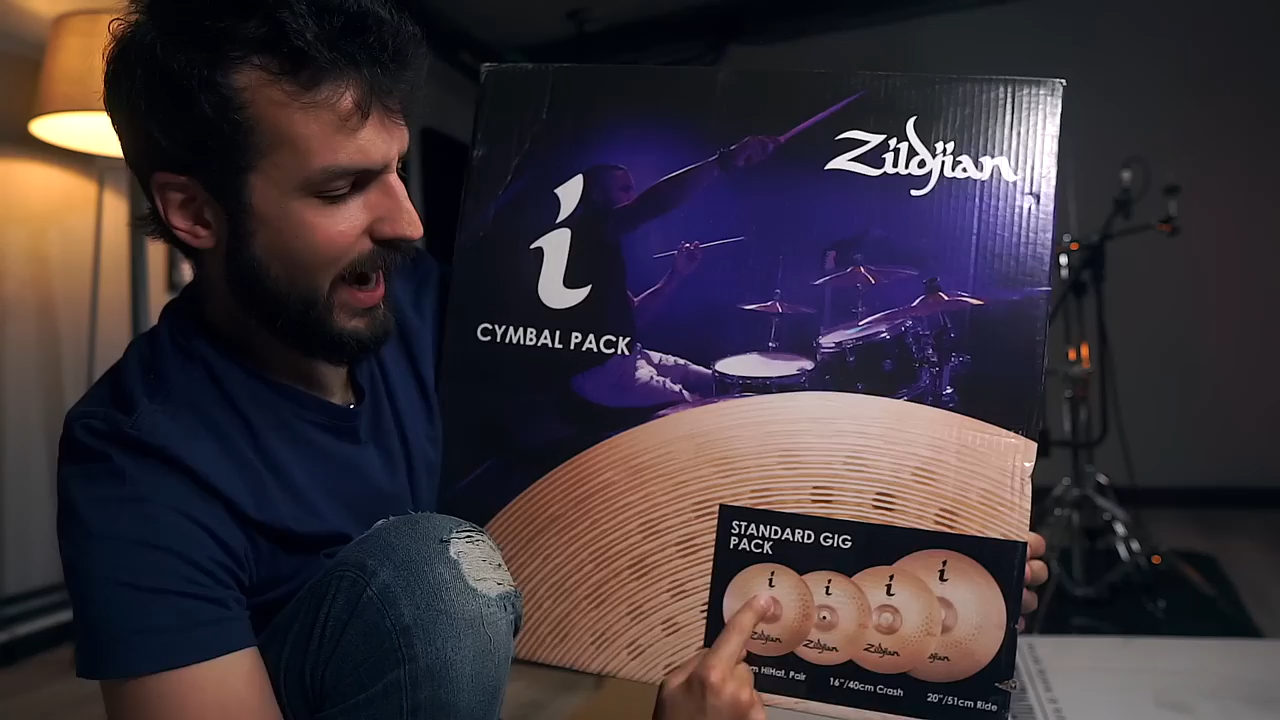 Zildjian
i
CYMBAL PACK
STANDARD GIG
PACK
i
i
i
i
Zildjian
Zildjian
Zildjian
HiHat, Pair
16"/40cm Crash
20"/51cm Ride